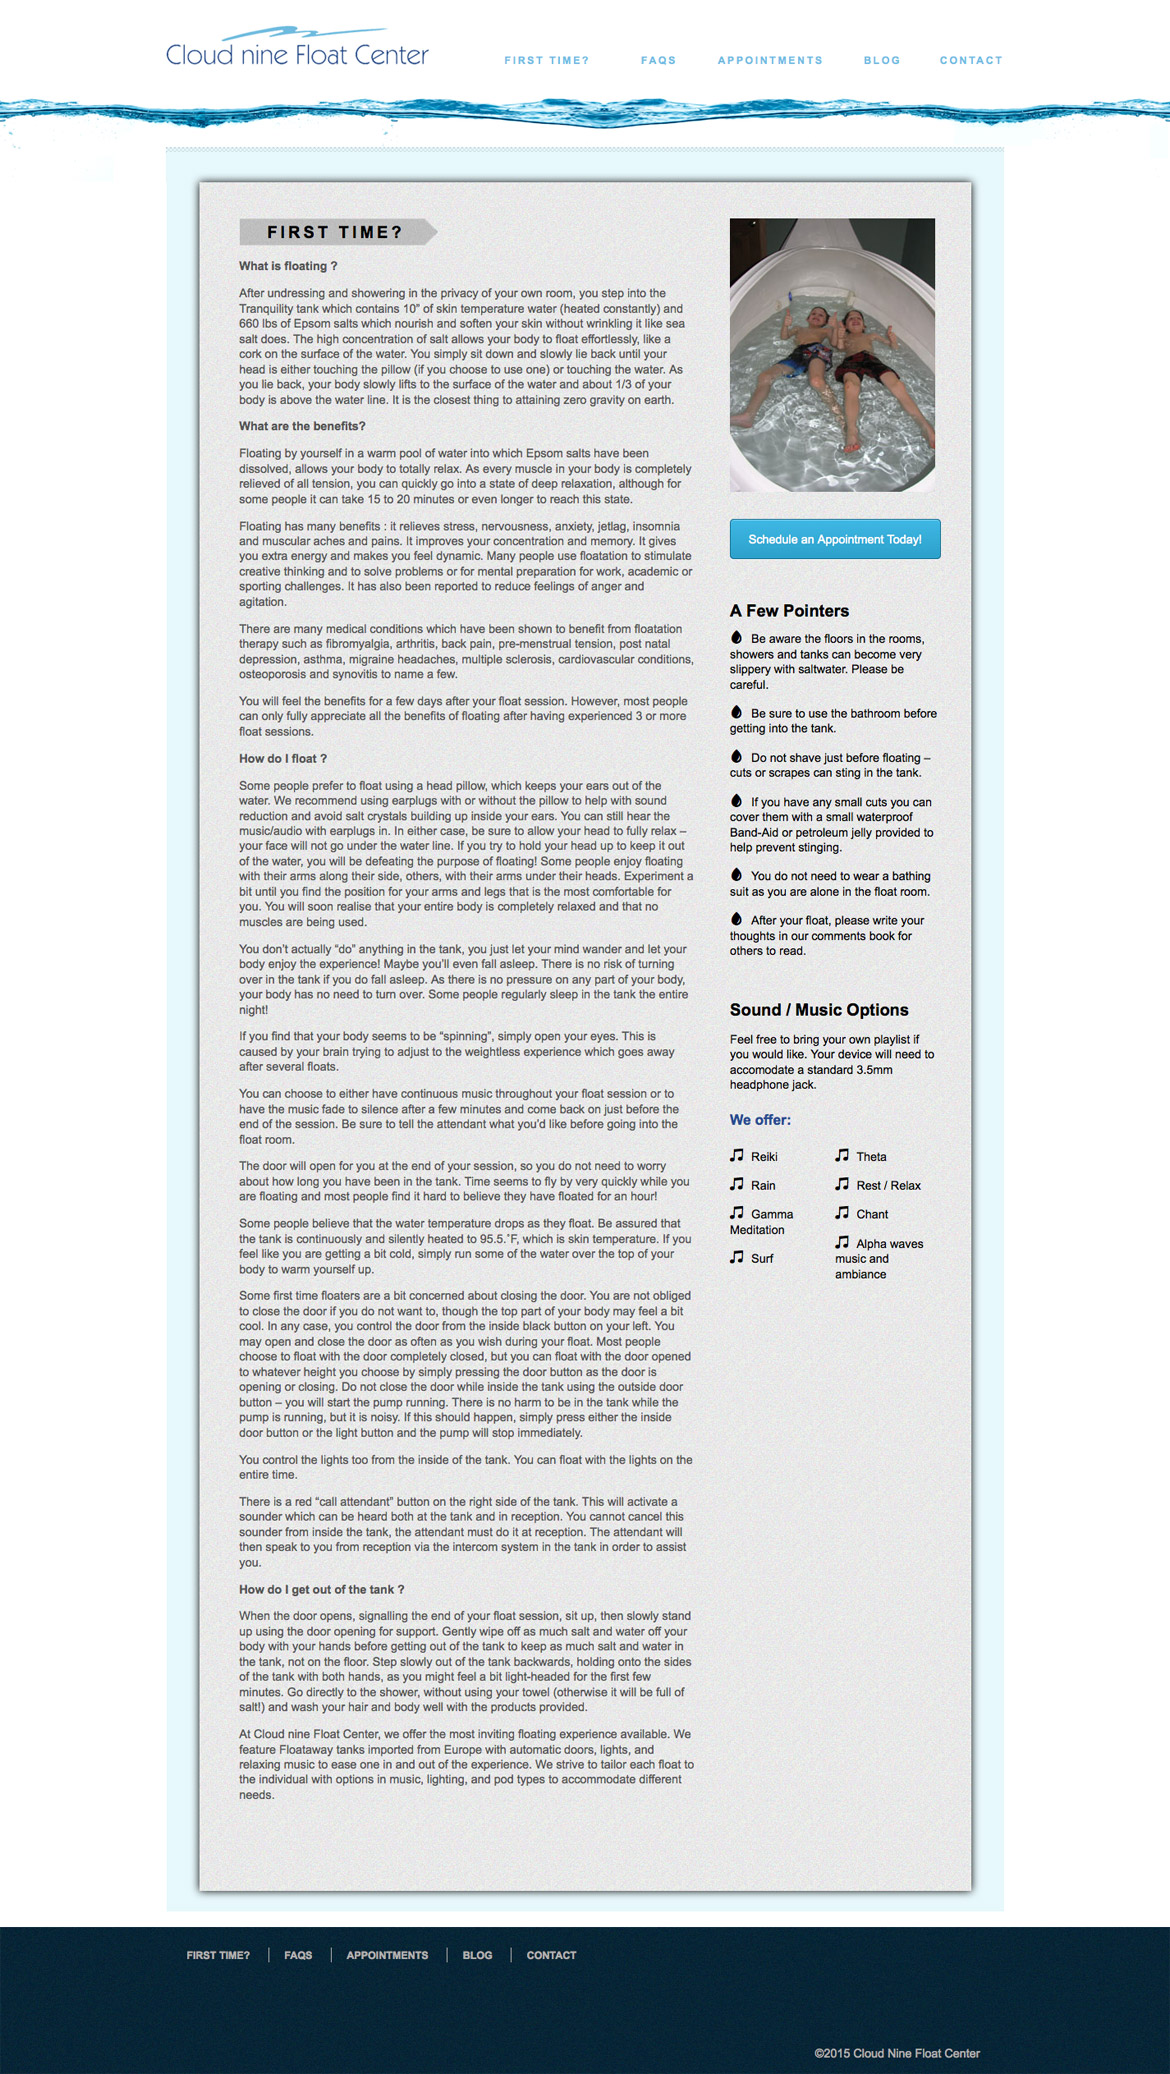 Cloud nine Float Center
FIRST TIME?
FAQS
APPOINTMENTS
BLOG
CONTACT
FIRST TIME?
What is floating ?
After undressing and showering in the privacy of your own room, you step into the
Tranquility tank which contains 10” of skin temperature water (heated constantly) and
660 lbs of Epsom salts which nourish and soften your skin without wrinkling it like sea
salt does. The high concentration of salt allows your body to float effortlessly, like a
cork on the surface of the water. You simply sit down and slowly lie back until your
head is either touching the pillow (if you choose to use one) or touching the water. As
you lie back, your body slowly lifts to the surface of the water and about 1/3 of your
body is above the water line. It is the closest thing to attaining zero gravity on earth.
What are the benefits?
Floating by yourself in a warm pool of water into which Epsom salts have been
dissolved, allows your body to totally relax. As every muscle in your body is completely
relieved of all tension, you can quickly go into a state of deep relaxation, although for
some people it can take 15 to 20 minutes or even longer to reach this state.
Floating has many benefits : it relieves stress, nervousness, anxiety, jetlag, insomnia
and muscular aches and pains. It improves your concentration and memory. It gives
you extra energy and makes you feel dynamic. Many people use floatation to stimulate
creative thinking and to solve problems or for mental preparation for work, academic or
sporting challenges. It has also been reported to reduce feelings of anger and
agitation.
There are many medical conditions which have been shown to benefit from floatation
therapy such as fibromyalgia, arthritis, back pain, pre-menstrual tension, post natal
depression, asthma, migraine headaches, multiple sclerosis, cardiovascular conditions,
osteoporosis and synovitis to name a few.
You will feel the benefits for a few days after your float session. However, most people
can only fully appreciate all the benefits of floating after having experienced 3 or more
float sessions.
How do I float ?
Some people prefer to float using a head pillow, which keeps your ears out of the
water. We recommend using earplugs with or without the pillow to help with sound
reduction and avoid salt crystals building up inside your ears. You can still hear the
music/audio with earplugs in. In either case, be sure to allow your head to fully relax –
your face will not go under the water line. If you try to hold your head up to keep it out
of the water, you will be defeating the purpose of floating! Some people enjoy floating
with their arms along their side, others, with their arms under their heads. Experiment a
bit until you find the position for your arms and legs that is the most comfortable for
you. You will soon realise that your entire body is completely relaxed and that no
muscles are being used.
You don’t actually “do” anything in the tank, you just let your mind wander and let your
body enjoy the experience! Maybe you’ll even fall asleep. There is no risk of turning
over in the tank if you do fall asleep. As there is no pressure on any part of your body,
your body has no need to turn over. Some people regularly sleep in the tank the entire
night!
If you find that your body seems to be “spinning”, simply open your eyes. This is
caused by your brain trying to adjust to the weightless experience which goes away
after several floats.
You can choose to either have continuous music throughout your float session or to
have the music fade to silence after a few minutes and come back on just before the
end of the session. Be sure to tell the attendant what you’d like before going into the
float room.
The door will open for you at the end of your session, so you do not need to worry
about how long you have been in the tank. Time seems to fly by very quickly while you
are floating and most people find it hard to believe they have floated for an hour!
Some people believe that the water temperature drops as they float. Be assured that
the tank is continuously and silently heated to 95.5.˚F, which is skin temperature. If you
feel like you are getting a bit cold, simply run some of the water over the top of your
body to warm yourself up.
Some first time floaters are a bit concerned about closing the door. You are not obliged
to close the door if you do not want to, though the top part of your body may feel a bit
cool. In any case, you control the door from the inside black button on your left. You
may open and close the door as often as you wish during your float. Most people
choose to float with the door completely closed, but you can float with the door opened
to whatever height you choose by simply pressing the door button as the door is
opening or closing. Do not close the door while inside the tank using the outside door
button – you will start the pump running. There is no harm to be in the tank while the
pump is running, but it is noisy. If this should happen, simply press either the inside
door button or the light button and the pump will stop immediately.
You control the lights too from the inside of the tank. You can float with the lights on the
entire time.
There is a red “call attendant” button on the right side of the tank. This will activate a
sounder which can be heard both at the tank and in reception. You cannot cancel this
sounder from inside the tank, the attendant must do it at reception. The attendant will
then speak to you from reception via the intercom system in the tank in order to assist
you.
How do I get out of the tank ?
When the door opens, signalling the end of your float session, sit up, then slowly stand
up using the door opening for support. Gently wipe off as much salt and water off your
body with your hands before getting out of the tank to keep as much salt and water in
the tank, not on the floor. Step slowly out of the tank backwards, holding onto the sides
of the tank with both hands, as you might feel a bit light-headed for the first few
minutes. Go directly to the shower, without using your towel (otherwise it will be full of
salt!) and wash your hair and body well with the products provided.
At Cloud nine Float Center, we offer the most inviting floating experience available. We
feature Floataway tanks imported from Europe with automatic doors, lights, and
relaxing music to ease one in and out of the experience. We strive to tailor each float to
the individual with options in music, lighting, and pod types to accommodate different
needs.
Schedule an Appointment Today!
A Few Pointers
Be aware the floors in the rooms,
showers and tanks can become very
slippery with saltwater. Please be
careful.
Be sure to use the bathroom before
getting into the tank.
Do not shave just before floating –
cuts or scrapes can sting in the tank.
If you have any small cuts you can
cover them with a small waterproof
Band-Aid or petroleum jelly provided to
help prevent stinging.
You do not need to wear a bathing
suit as you are alone in the float room.
After your float, please write your
thoughts in our comments book for
others to read.
Sound / Music Options
Feel free to bring your own playlist if
you would like. Your device will need to
accomodate a standard 3.5mm
headphone jack.
We offer:
Reiki
Rain
Gamma
Meditation
Surf
Theta
Rest / Relax
Chant
Alpha waves
music and
ambiance
FIRST TIME?
FAQS
APPOINTMENTS
BLOG
CONTACT
©2015 Cloud Nine Float Center